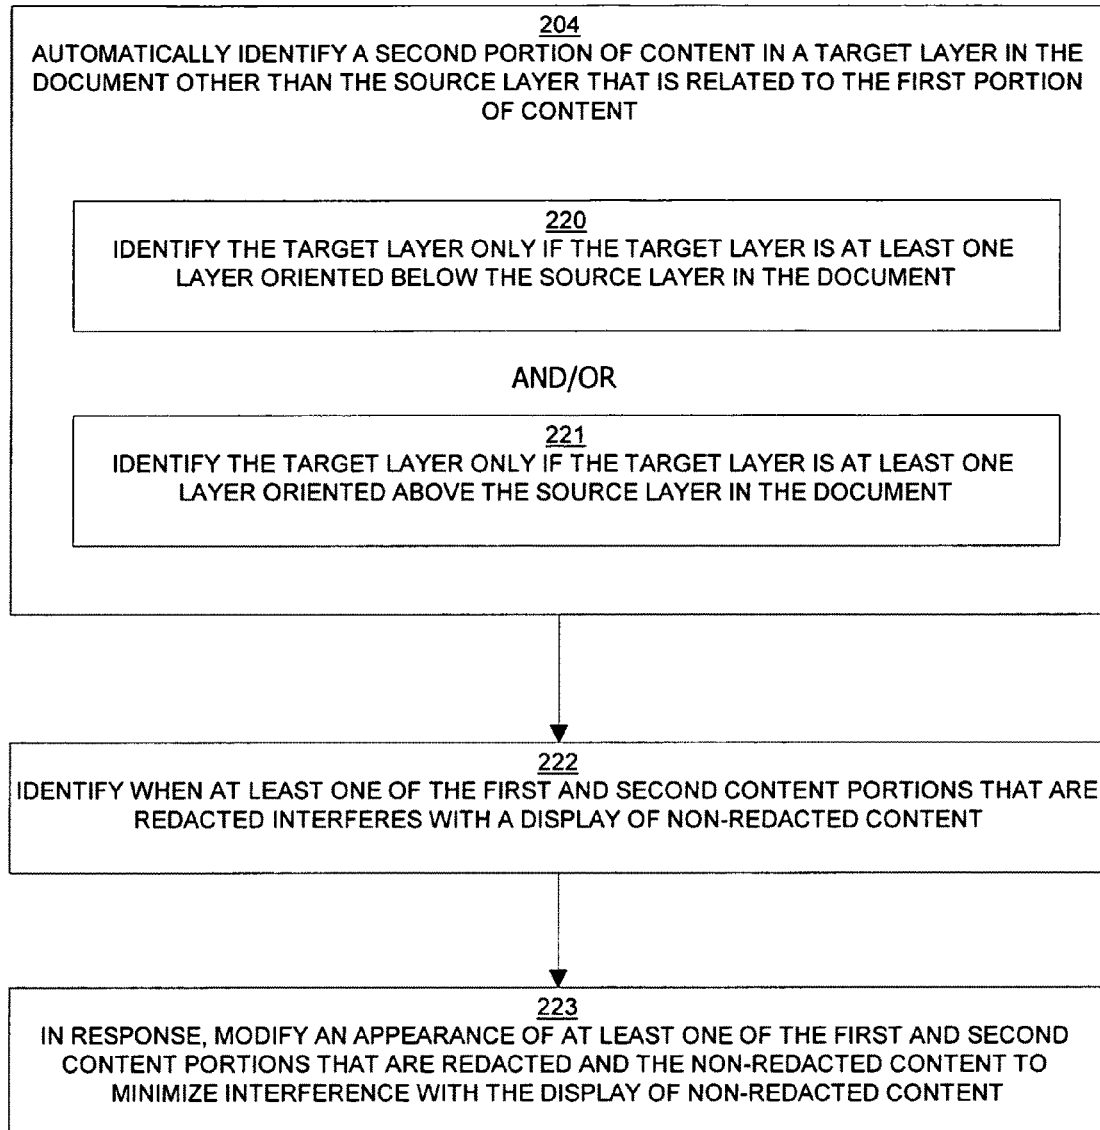 204
AUTOMATICALLY IDENTIFY A SECOND PORTION OF CONTENT IN A TARGET LAYER IN THE
DOCUMENT OTHER THAN THE SOURCE LAYER THAT IS RELATED TO THE FIRST PORTION
OF CONTENT
220
IDENTIFY THE TARGET LAYER ONLY IF THE TARGET LAYER IS AT LEAST ONE
LAYER ORIENTED BELOW THE SOURCE LAYER IN THE DOCUMENT
AND/OR
221
IDENTIFY THE TARGET LAYER ONLY IF THE TARGET LAYER IS AT LEAST ONE
LAYER ORIENTED ABOVE THE SOURCE LAYER IN THE DOCUMENT
222
IDENTIFY WHEN AT LEAST ONE OF THE FIRST AND SECOND CONTENT PORTIONS THAT ARE
REDACTED INTERFERES WITH A DISPLAY OF NON-REDACTED CONTENT
223
IN RESPONSE, MODIFY AN APPEARANCE OF AT LEAST ONE OF THE FIRST AND SECOND
CONTENT PORTIONS THAT ARE REDACTED AND THE NON-REDACTED CONTENT TO
MINIMIZE INTERFERENCE WITH THE DISPLAY OF NON-REDACTED CONTENT